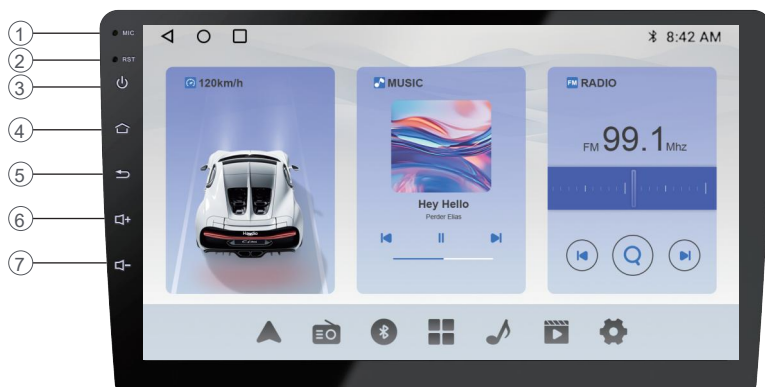 1
MIC
2
RST
3
4
5
6
7
8:42 AM
120km/h
MUSIC
Hey Hello
Perder Elias
FM RADIO
FM 99.1 Mhz